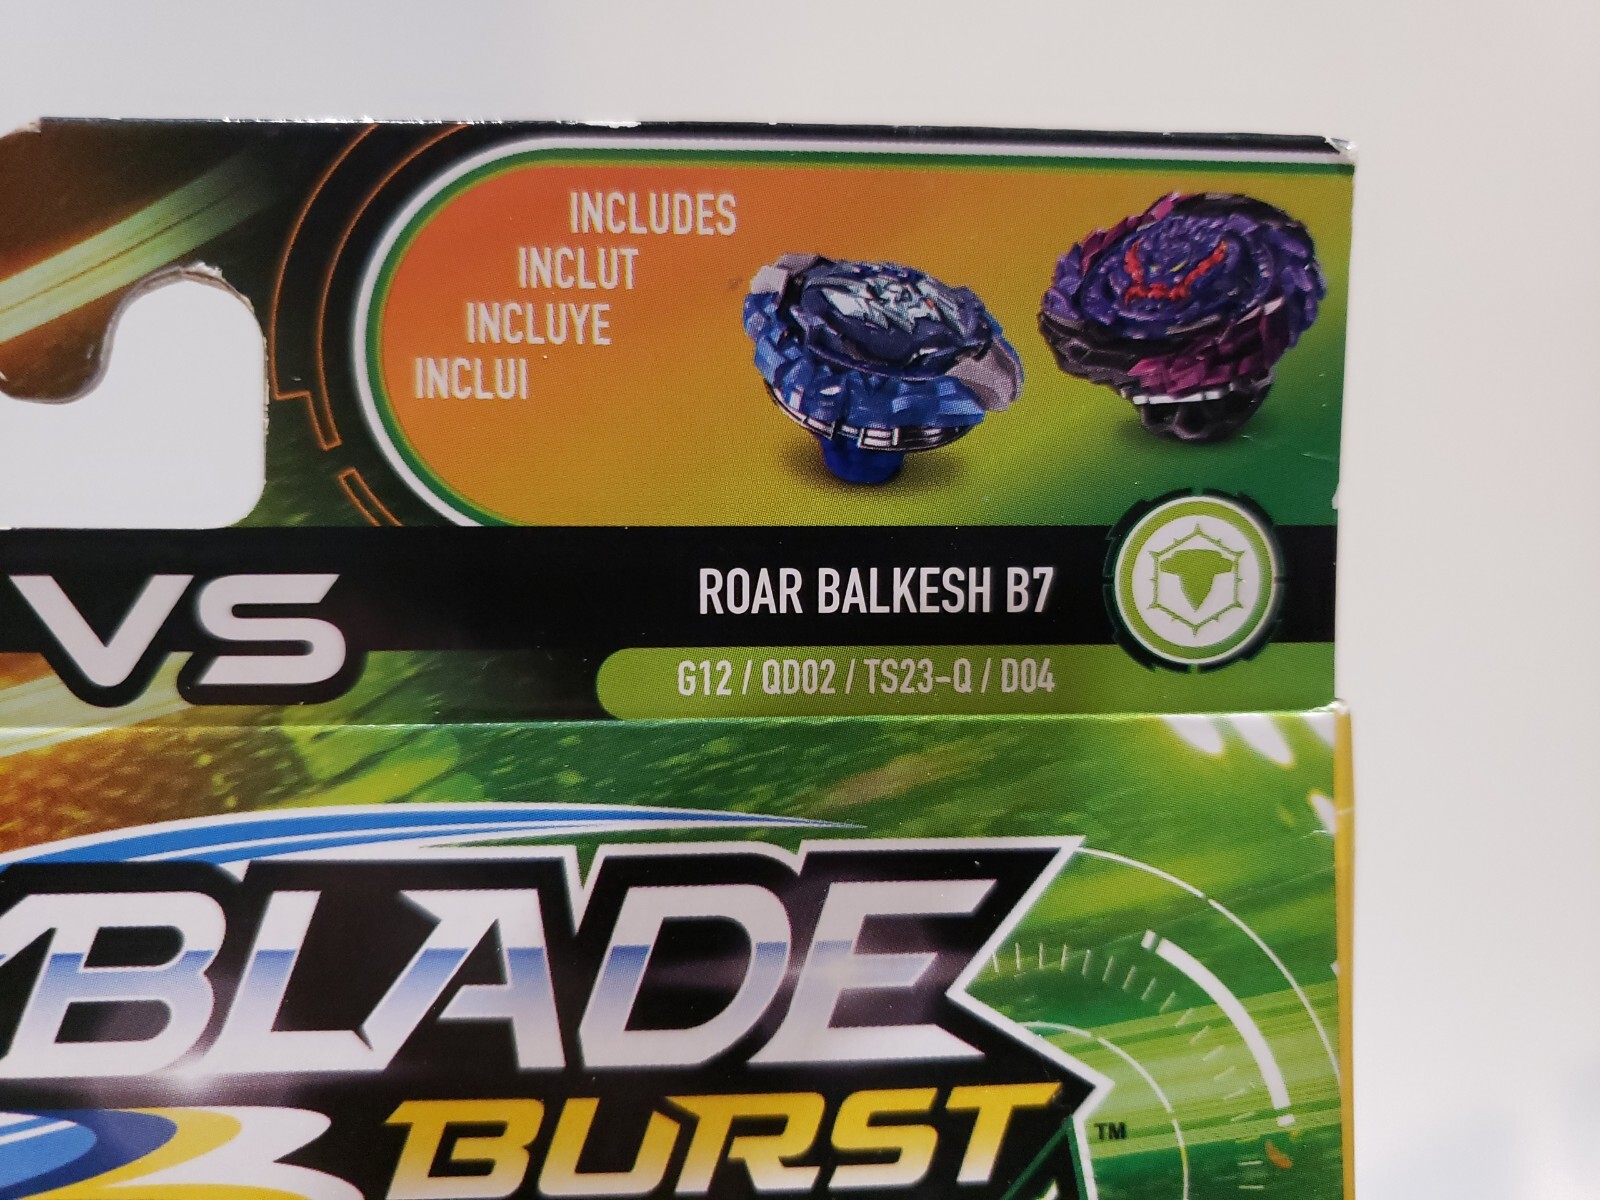 INCLUDES
INCLUT
INCLUYE
INCLUI
VS
ROAR BALKESH B7
G12 / QD02 / TS23-Q / D04
BLADE
BURST
TM